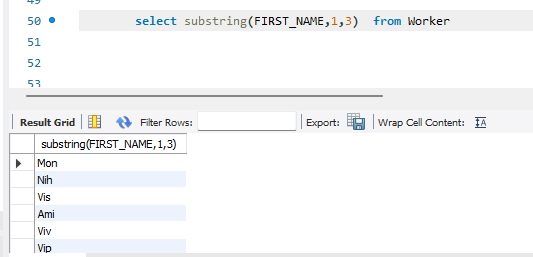 49
50 select substring(FIRST_NAME,1,3) from Worker
51
52
53
Result Grid Filter Rows: Export: Wrap Cell Content: IA
substring(FIRST_NAME,1,3)
Mon
Nih
Vis
Ami
Viv
Vip